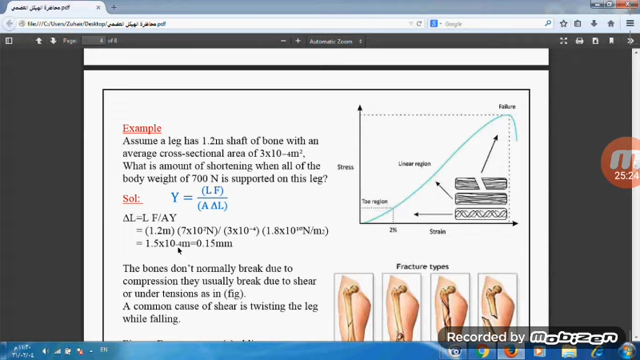 محاضرة الهيكل العظمي.pdf
file:///C:/Users/Zuhair/Desktop/محاضرة الهيكل العظمي.pdf
of 8
Automatic Zoom
Example
Assume a leg has 1.2m shaft of bone with an
average cross-sectional area of 3x10–4m²,
What is amount of shortening when all of the
body weight of 700 N is supported on this leg?
Sol:
Y = (L F) / (A ΔL)
ΔL=L F/AY
= (1.2m) (7x10²N)/ (3x10⁻⁴) (1.8x10¹⁰N/m₂)
= 1.5x10₋₄m=0.15mm
The bones don't normally break due to
compression they usually break due to shear
or under tensions as in (fig).
A common cause of shear is twisting the leg
while falling.
Failure
Stress
Linear region
Toe region
2%
Strain
Fracture types
25:24
RECORDED BY
Recorded by
MOBIZEN
EN